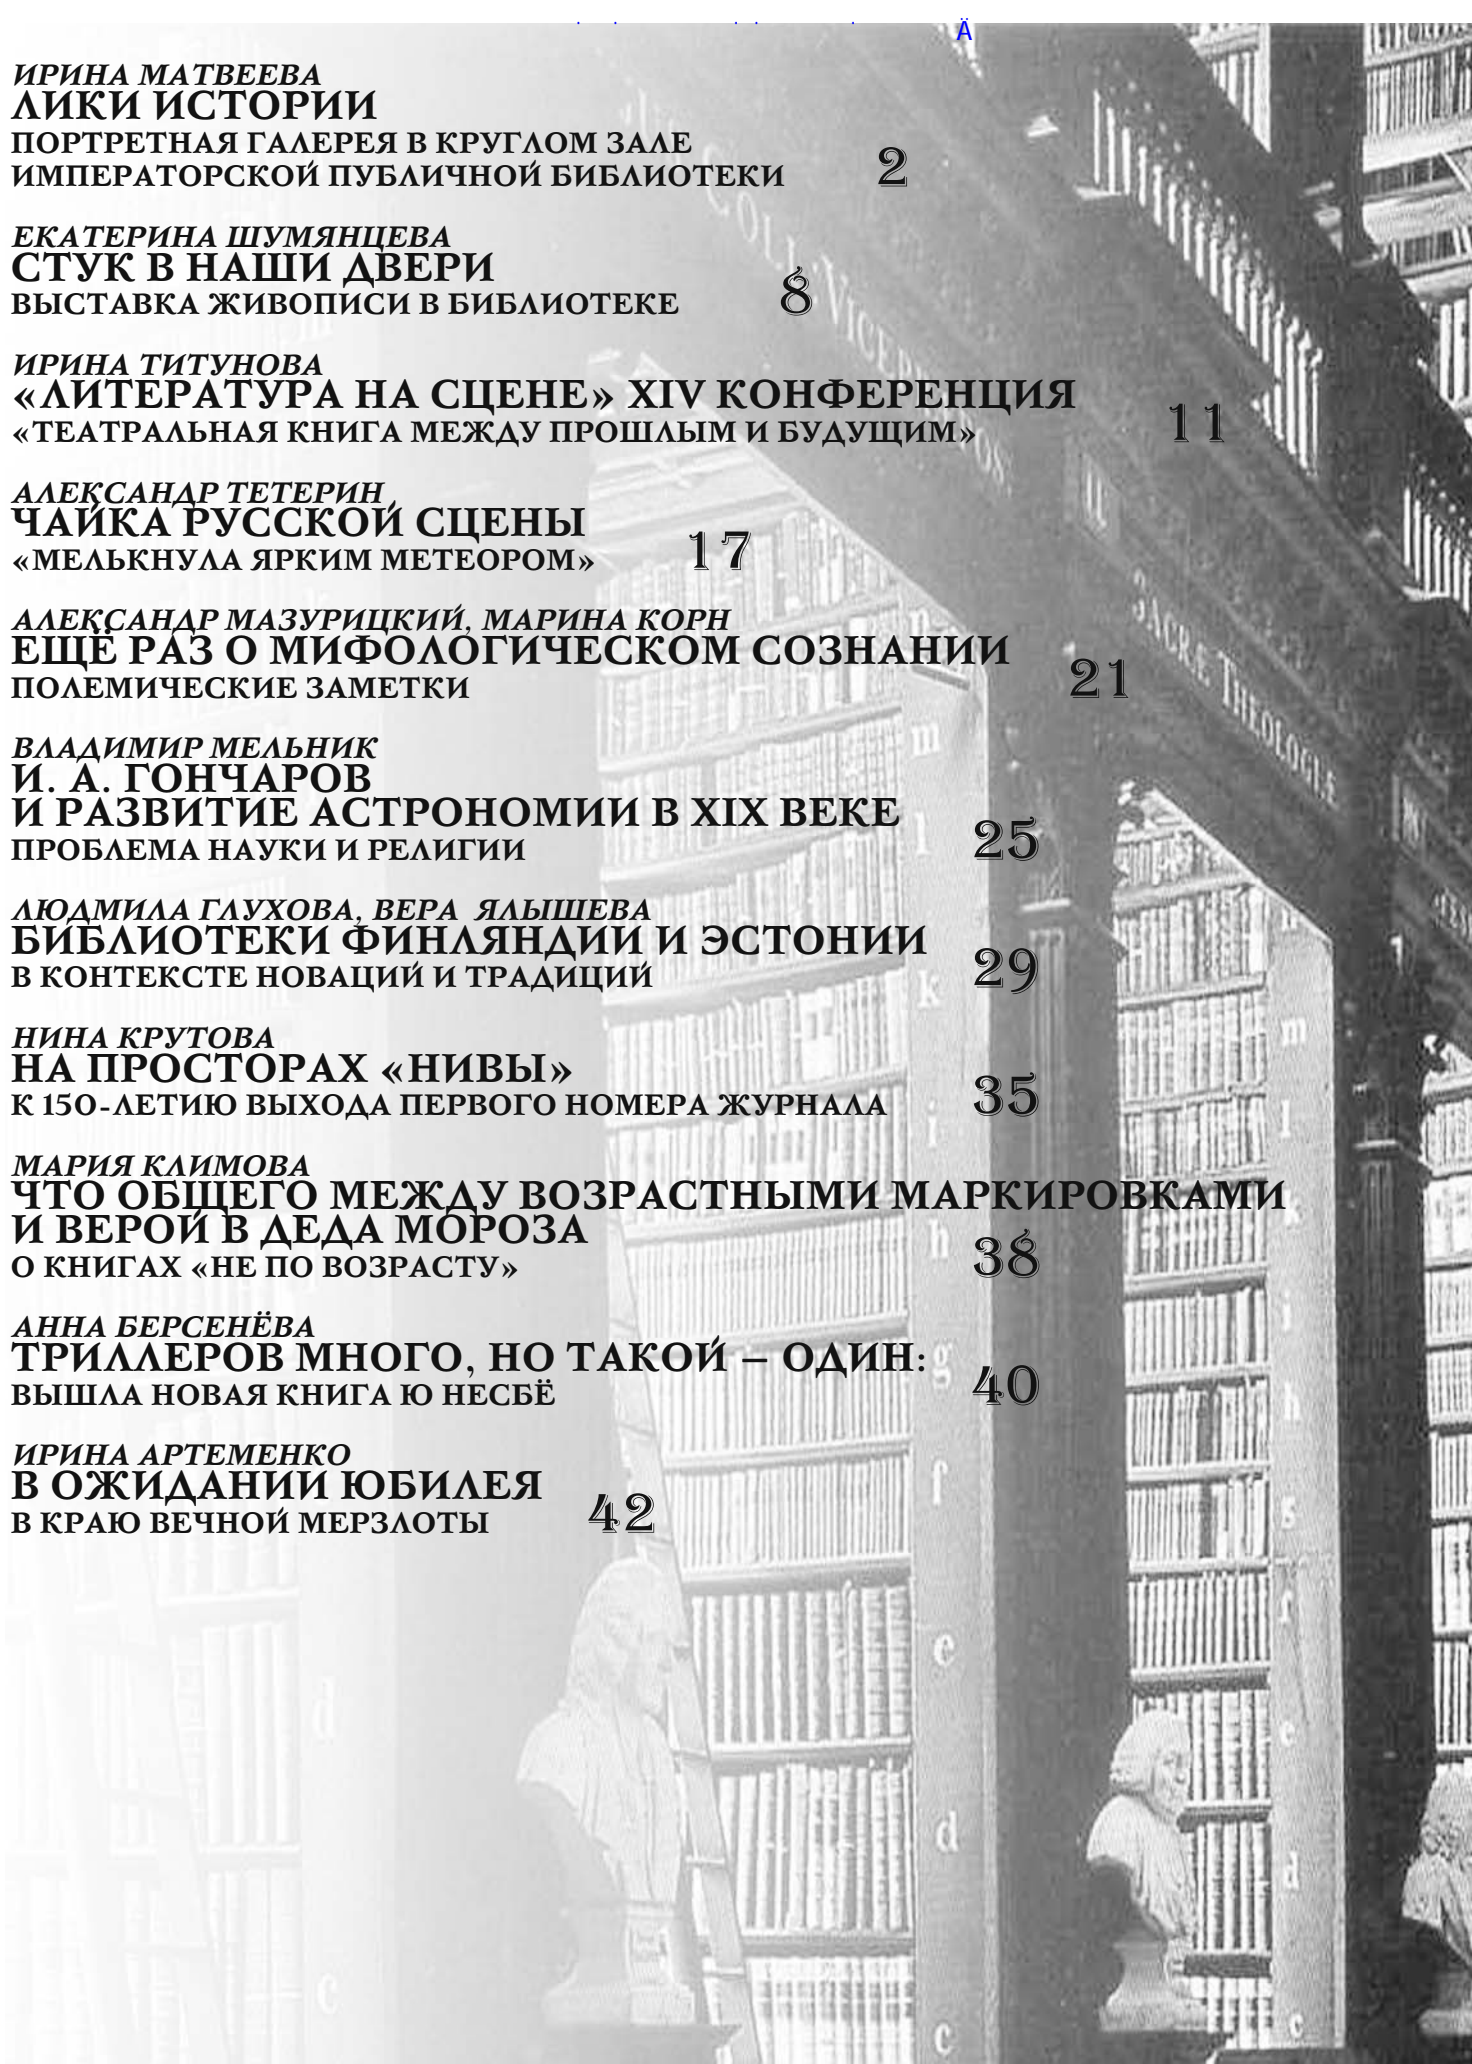 Ä
ИРИНА МАТВЕЕВА
ЛИКИ ИСТОРИИ
ПОРТРЕТНАЯ ГАЛЕРЕЯ В КРУГЛОМ ЗАЛЕ
ИМПЕРАТОРСКОЙ ПУБЛИЧНОЙ БИБЛИОТЕКИ 2
ЕКАТЕРИНА ШУМЯНЦЕВА
СТУК В НАШИ ДВЕРИ
ВЫСТАВКА ЖИВОПИСИ В БИБЛИОТЕКЕ 8
ИРИНА ТИТУНОВА
«ЛИТЕРАТУРА НА СЦЕНЕ» XIV КОНФЕРЕНЦИЯ
«ТЕАТРАЛЬНАЯ КНИГА МЕЖДУ ПРОШЛЫМ И БУДУЩИМ» 11
АЛЕКСАНДР ТЕТЕРИН
ЧАЙКА РУССКОЙ СЦЕНЫ
«МЕЛЬКНУЛА ЯРКИМ МЕТЕОРОМ» 17
АЛЕКСАНДР МАЗУРИЦКИЙ, МАРИНА КОРН
ЕЩЁ РАЗ О МИФОЛОГИЧЕСКОМ СОЗНАНИИ
ПОЛЕМИЧЕСКИЕ ЗАМЕТКИ 21
ВЛАДИМИР МЕЛЬНИК
И. А. ГОНЧАРОВ
И РАЗВИТИЕ АСТРОНОМИИ В XIX ВЕКЕ
ПРОБЛЕМА НАУКИ И РЕЛИГИИ 25
ЛЮДМИЛА ГЛУХОВА, ВЕРА ЯЛЫШЕВА
БИБЛИОТЕКИ ФИНЛЯНДИИ И ЭСТОНИИ
В КОНТЕКСТЕ НОВАЦИЙ И ТРАДИЦИЙ 29
НИНА КРУТОВА
НА ПРОСТОРАХ «НИВЫ»
К 150-ЛЕТИЮ ВЫХОДА ПЕРВОГО НОМЕРА ЖУРНАЛА 35
МАРИЯ КЛИМОВА
ЧТО ОБЩЕГО МЕЖДУ ВОЗРАСТНЫМИ МАРКИРОВКАМИ
И ВЕРОЙ В ДЕДА МОРОЗА
О КНИГАХ «НЕ ПО ВОЗРАСТУ» 38
АННА БЕРСЕНЁВА
ТРИЛЛЕРОВ МНОГО, НО ТАКОЙ – ОДИН:
ВЫШЛА НОВАЯ КНИГА Ю НЕСБЁ 40
ИРИНА АРТЕМЕНКО
В ОЖИДАНИИ ЮБИЛЕЯ
В КРАЮ ВЕЧНОЙ МЕРЗЛОТЫ 42
SACRÆ THEOLOGIÆ